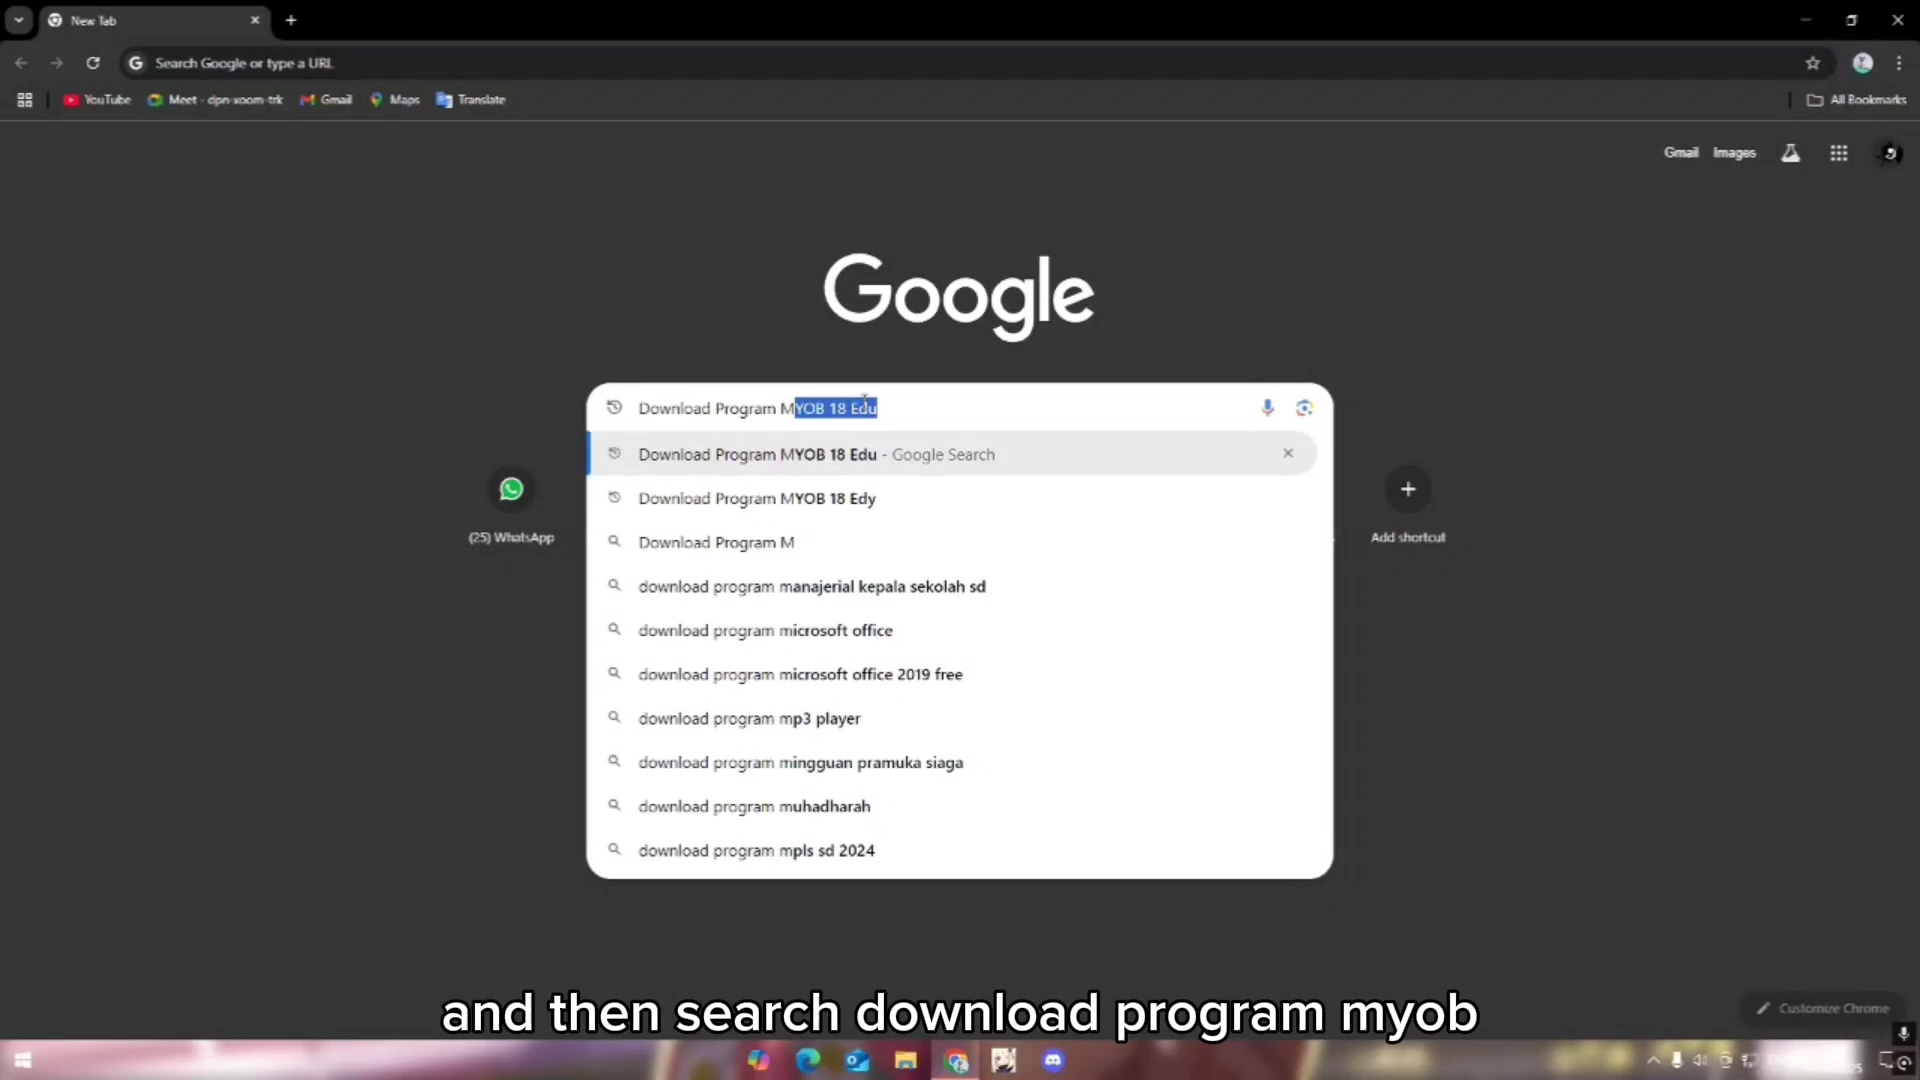 New Tab
Search Google or type a URL
YouTube
Meet - dpn-xoom-trk
Gmail
Maps
Translate
All Bookmarks
Gmail
Images
Google
Download Program MYOB 18 Edu
Download Program MYOB 18 Edu - Google Search
Download Program MYOB 18 Edy
Download Program M
download program manajerial kepala sekolah sd
download program microsoft office
download program microsoft office 2019 free
download program mp3 player
download program mingguan pramuka siaga
download program muhadharah
download program mpls sd 2024
(25) WhatsApp
Add shortcut
and then search download program myob
Customize Chrome